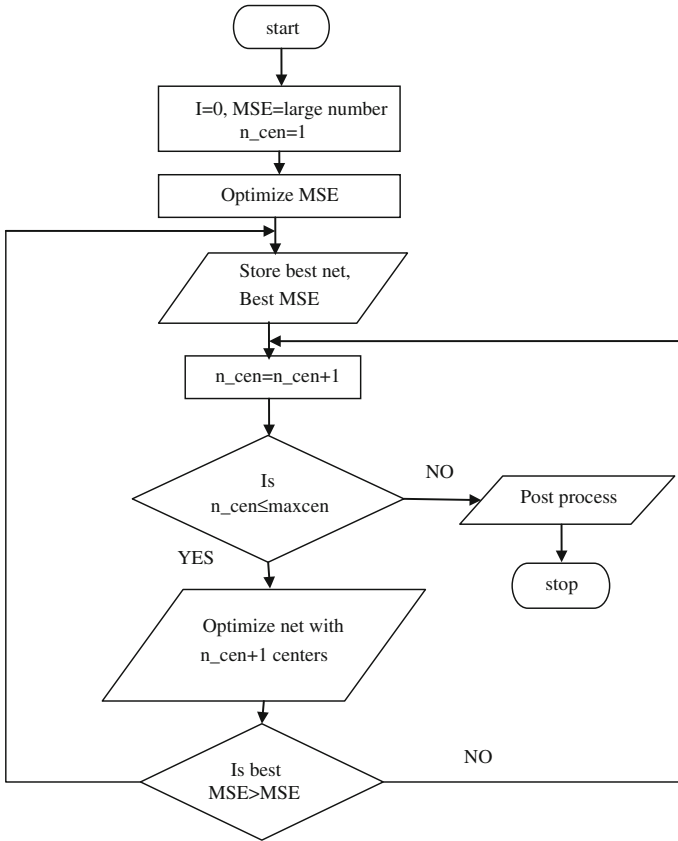 start
I=0, MSE=large number
n_cen=1
Optimize MSE
Store best net,
Best MSE
n_cen=n_cen+1
Is
n_cen≤maxcen
NO
Post process
YES
stop
Optimize net with
n_cen+1 centers
Is best
MSE>MSE
NO